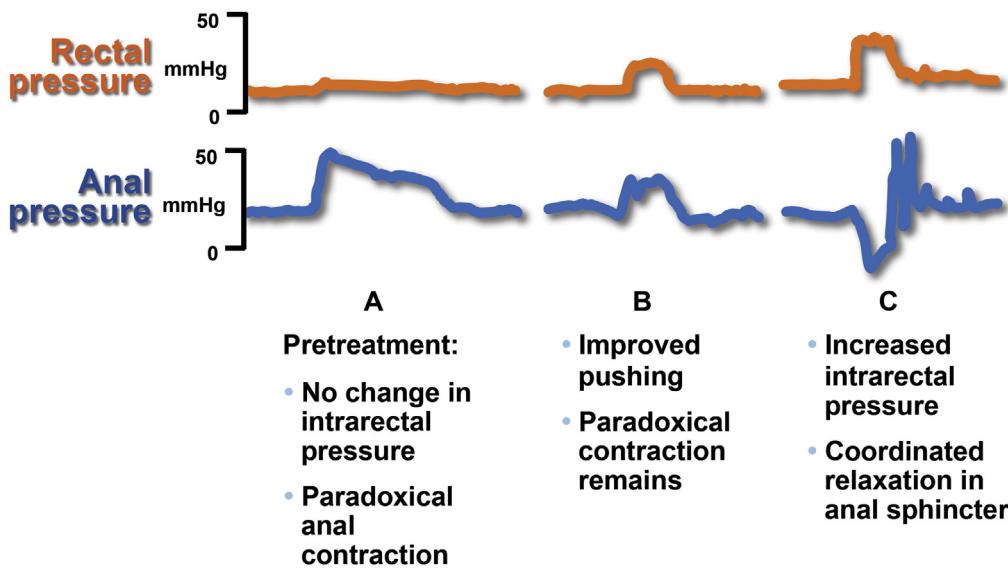 50
Rectal
pressure
mmHg
0
50
Anal
pressure
mmHg
0
A
Pretreatment:
• No change in
intrarectal
pressure
• Paradoxical
anal
contraction
B
• Improved
pushing
• Paradoxical
contraction
remains
C
• Increased
intrarectal
pressure
• Coordinated
relaxation in
anal sphincter